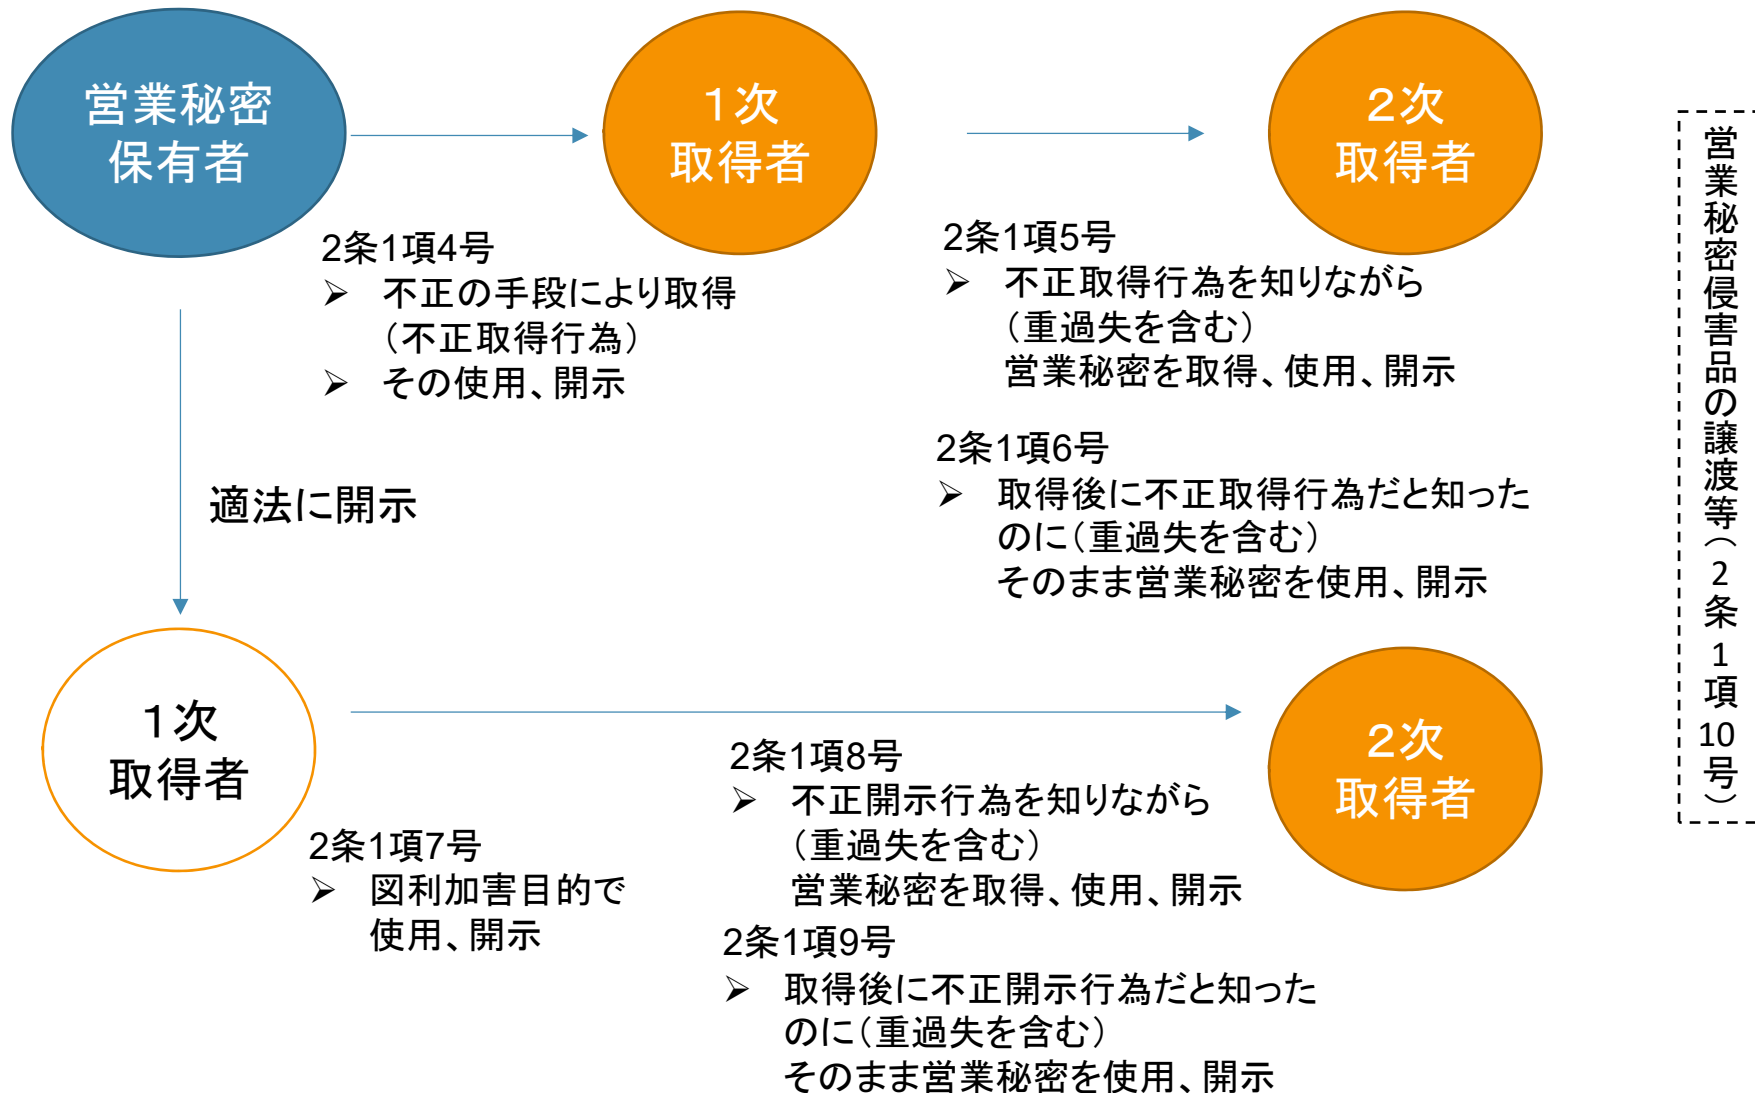 営業秘密
保有者
1次
取得者
2次
取得者
2条1項4号
➢ 不正の手段により取得
（不正取得行為）
➢ その使用、開示
2条1項5号
➢ 不正取得行為を知りながら
（重過失を含む）
営業秘密を取得、使用、開示
2条1項6号
➢ 取得後に不正取得行為だと知った
のに（重過失を含む）
そのまま営業秘密を使用、開示
適法に開示
1次
取得者
2条1項7号
➢ 図利加害目的で
使用、開示
2条1項8号
➢ 不正開示行為を知りながら
（重過失を含む）
営業秘密を取得、使用、開示
2条1項9号
➢ 取得後に不正開示行為だと知った
のに（重過失を含む）
そのまま営業秘密を使用、開示
2次
取得者
営業秘密侵害品の譲渡等（2条1項10号）